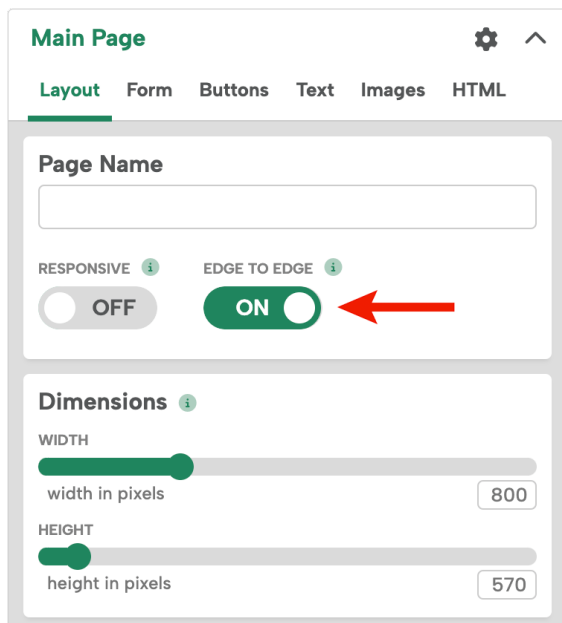 Main Page
Layout Form Buttons Text Images HTML
Page Name
RESPONSIVE i EDGE TO EDGE i
OFF ON
Dimensions i
WIDTH
width in pixels 800
HEIGHT
height in pixels 570